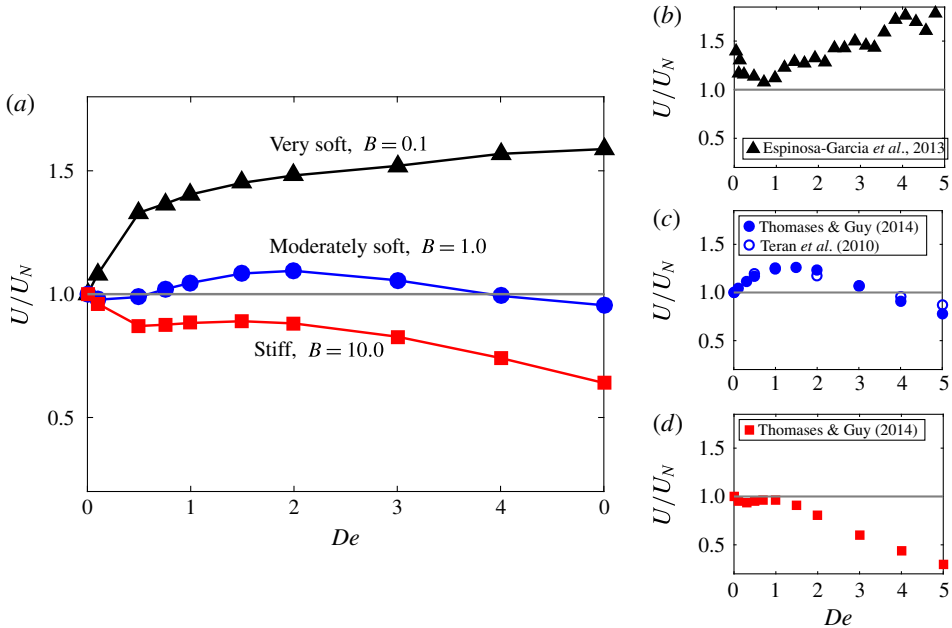 (a)
U/U_N
1.5
1.0
0.5
Very soft, B = 0.1
Moderately soft, B = 1.0
Stiff, B = 10.0
0 1 2 3 4 0
De
(b)
U/U_N
1.5
1.0
0.5
Espinosa-Garcia et al., 2013
0 1 2 3 4 5
(c)
U/U_N
1.5
1.0
0.5
Thomases & Guy (2014)
Teran et al. (2010)
0 1 2 3 4 5
(d)
U/U_N
1.5
1.0
0.5
Thomases & Guy (2014)
0 1 2 3 4 5
De